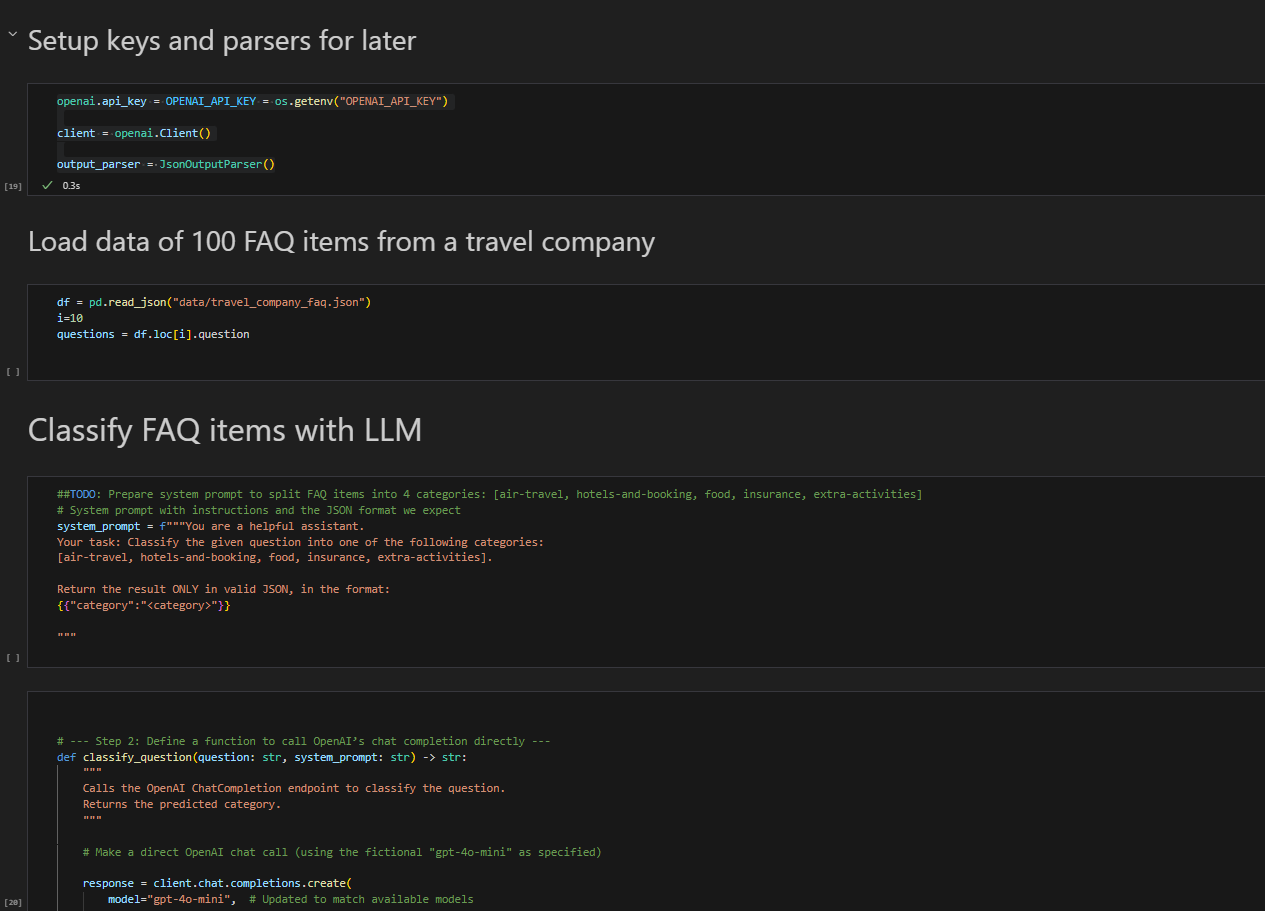 Setup keys and parsers for later
openai.api_key = OPENAI_API_KEY = os.getenv("OPENAI_API_KEY")
client = openai.Client()
output_parser = JsonOutputParser()
[19]
0.3s
Load data of 100 FAQ items from a travel company
df = pd.read_json("data/travel_company_faq.json")
i=10
questions = df.loc[i].question
[ ]
Classify FAQ items with LLM
##TODO: Prepare system prompt to split FAQ items into 4 categories: [air-travel, hotels-and-booking, food, insurance, extra-activities]
# System prompt with instructions and the JSON format we expect
system_prompt = f"""You are a helpful assistant.
Your task: Classify the given question into one of the following categories:
[air-travel, hotels-and-booking, food, insurance, extra-activities].
Return the result ONLY in valid JSON, in the format:
{{"category":"<category>"}}
"""
[ ]
# --- Step 2: Define a function to call OpenAI’s chat completion directly ---
def classify_question(question: str, system_prompt: str) -> str:
"""
Calls the OpenAI ChatCompletion endpoint to classify the question.
Returns the predicted category.
"""
# Make a direct OpenAI chat call (using the fictional "gpt-4o-mini" as specified)
response = client.chat.completions.create(
model="gpt-4o-mini",  # Updated to match available models
[20]